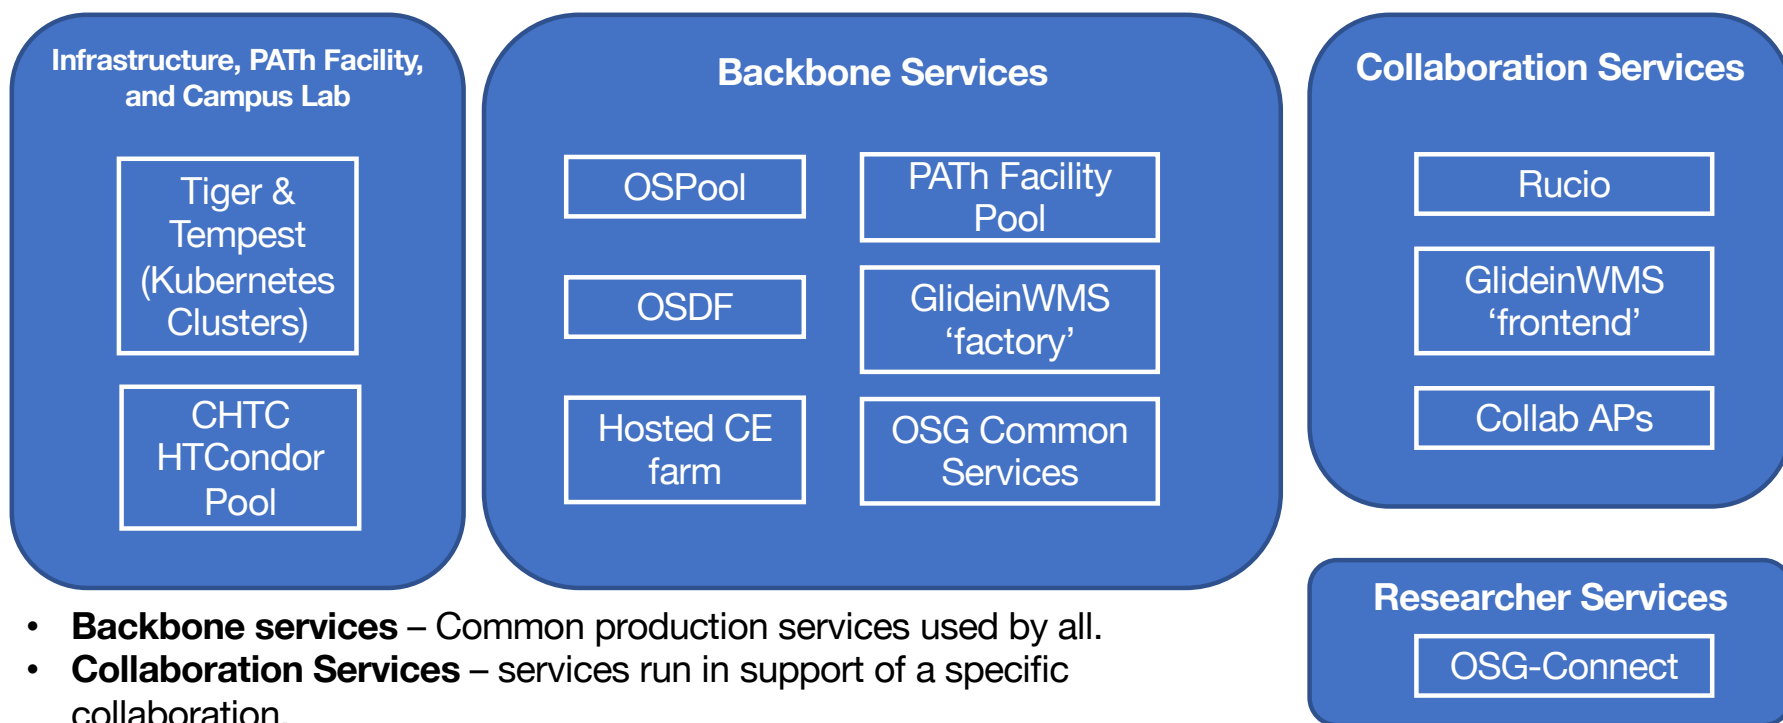 Infrastructure, PATh Facility,
and Campus Lab
Tiger &
Tempest
(Kubernetes
Clusters)
CHTC
HTCondor
Pool
Backbone Services
OSPool
PATh Facility
Pool
OSDF
GlideinWMS
‘factory’
Hosted CE
farm
OSG Common
Services
Collaboration Services
Rucio
GlideinWMS
‘frontend’
Collab APs
Researcher Services
OSG-Connect
• Backbone services – Common production services used by all.
• Collaboration Services – services run in support of a specific
collaboration.